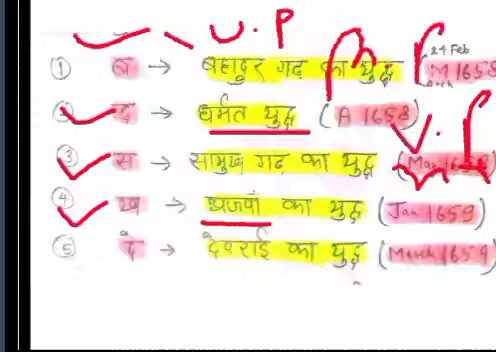 U.P
24 Feb
① ब → बहादुर गढ़ का युद्ध M 1658
② द → धर्मत युद्ध (A 1658)
③ स → सामुख गढ़ का युद्ध
④ ख → का युद्ध (Jan 1659)
⑤ दे → देवराई का युद्ध (March 1659)